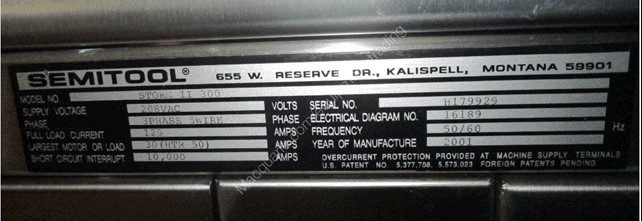 SEMITOOL® 655 W. RESERVE DR., KALISPELL, MONTANA 59901
MODEL NO. STORM II 300
SUPPLY VOLTAGE 208VAC VOLTS SERIAL NO. H179929
PHASE 3PHASE 5WIRE PHASE ELECTRICAL DIAGRAM NO. 16189
FULL LOAD CURRENT 125 AMPS FREQUENCY 50/60 Hz
LARGEST MOTOR OR LOAD 30(HTR 50) AMPS YEAR OF MANUFACTURE 2001
SHORT CIRCUIT INTERRUPT 10,000 AMPS OVERCURRENT PROTECTION PROVIDED AT MACHINE SUPPLY TERMINALS
U.S. PATENT NO. 5,377,708, 5,573,023 FOREIGN PATENTS PENDING